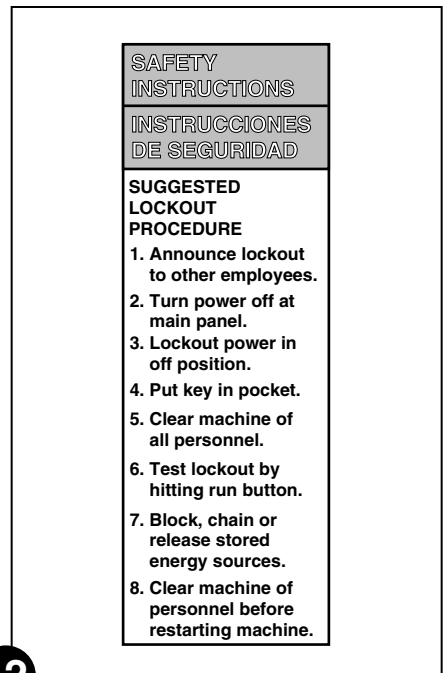 SAFETY
INSTRUCTIONS
INSTRUCCIONES
DE SEGURIDAD
SUGGESTED
LOCKOUT
PROCEDURE
1. Announce lockout
to other employees.
2. Turn power off at
main panel.
3. Lockout power in
off position.
4. Put key in pocket.
5. Clear machine of
all personnel.
6. Test lockout by
hitting run button.
7. Block, chain or
release stored
energy sources.
8. Clear machine of
personnel before
restarting machine.